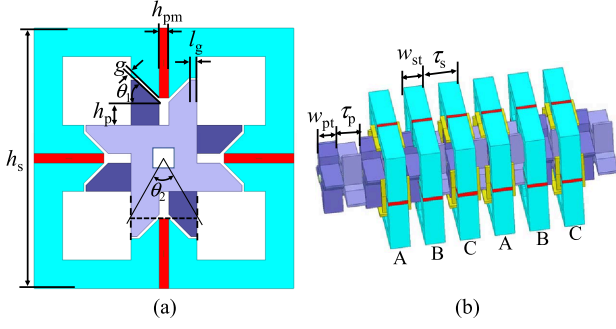 h_pm
l_g
g
θ_1
h_p
h_s
θ_2
(a)
w_st
τ_s
w_pt
τ_p
A
B
C
A
B
C
(b)